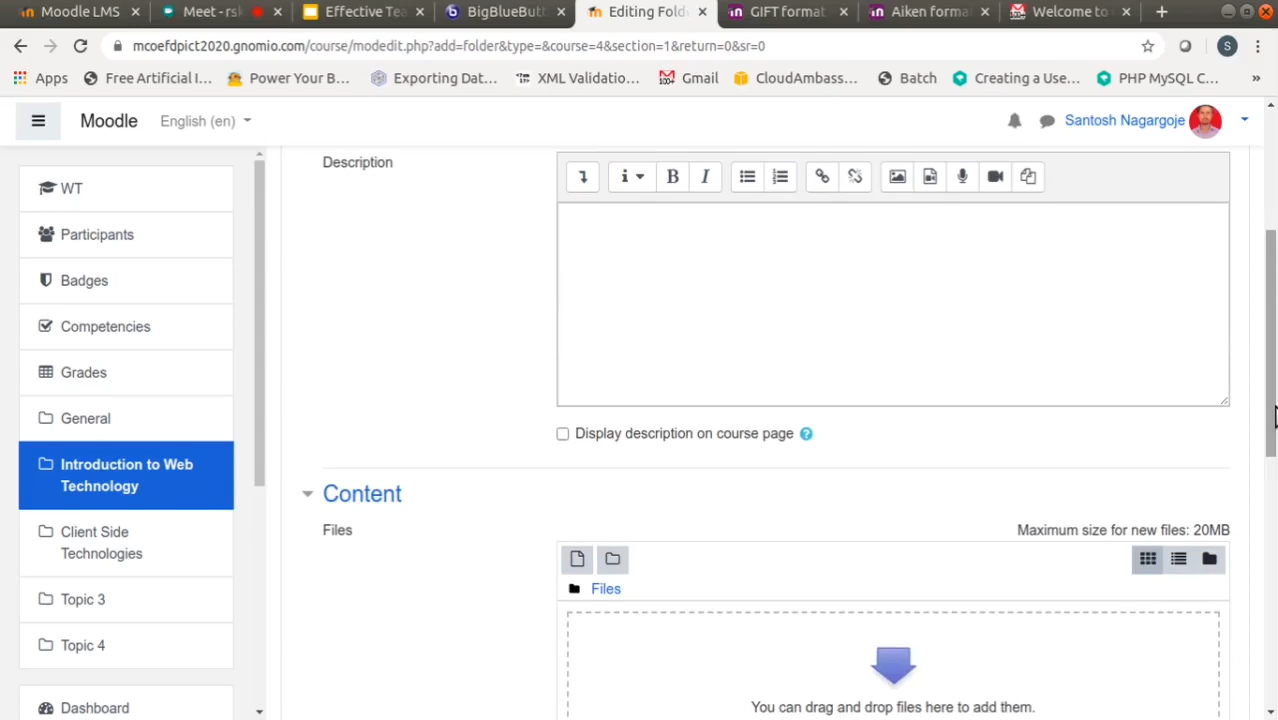 Moodle LMS
Meet - rsk
Effective Tea
BigBlueButt
Editing Fold
GIFT format
Aiken forma
Welcome to
mcoefdpict2020.gnomio.com/course/modedit.php?add=folder&type=&course=4&section=1&return=0&sr=0
S
Apps
Free Artificial I...
Power Your B...
Exporting Dat...
XML Validatio...
Gmail
CloudAmbass...
Batch
Creating a Use...
PHP MySQL C...
»
Moodle
English (en)
Santosh Nagargoje
WT
Participants
Badges
Competencies
Grades
General
Introduction to Web
Technology
Client Side
Technologies
Topic 3
Topic 4
Dashboard
Description
i
B
I
Display description on course page
?
Content
Files
Maximum size for new files: 20MB
Files
You can drag and drop files here to add them.